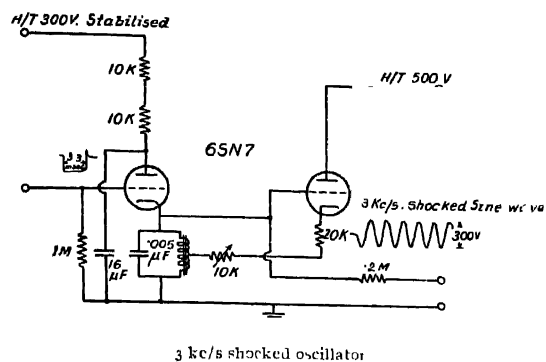 H/T 300V. Stabilised
10K
10K
H/T 500 V
6SN7
3 Kc/s. Shocked Sine wave
300V
20K
1M
16 µF
.005 µF
10K
.2M
3 kc/s shocked oscillator